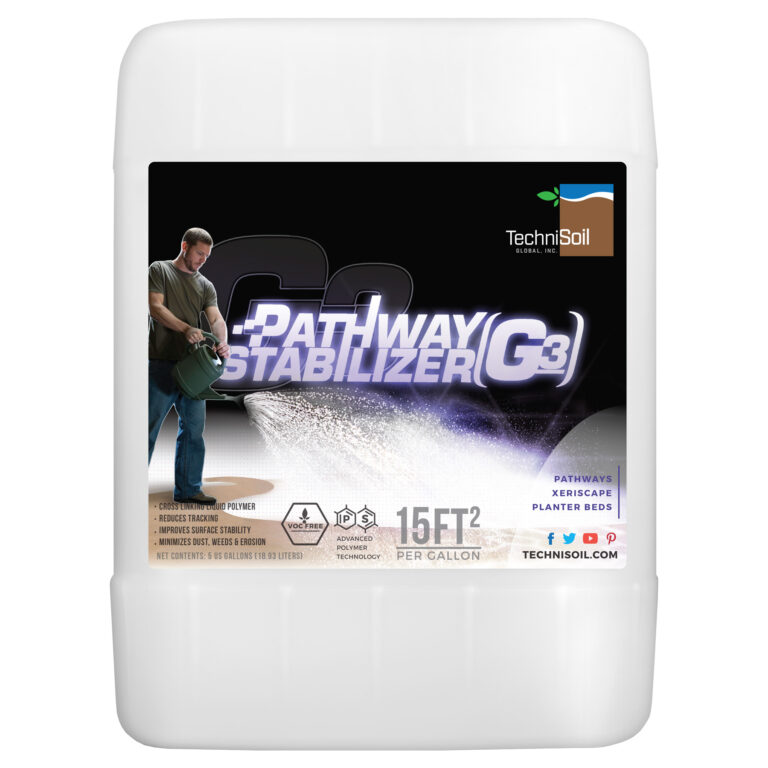 TechniSoil
GLOBAL, INC.
G3
PATHWAY
STABILIZER (G3)
PATHWAYS
XERISCAPE
PLANTER BEDS
• CROSS LINKING LIQUID POLYMER
• REDUCES TRACKING
• IMPROVES SURFACE STABILITY
• MINIMIZES DUST, WEEDS & EROSION
NET CONTENTS: 5 US GALLONS (18.93 LITERS)
VOC FREE
IPS
ADVANCED
POLYMER
TECHNOLOGY
15FT²
PER GALLON
TECHNISOIL.COM